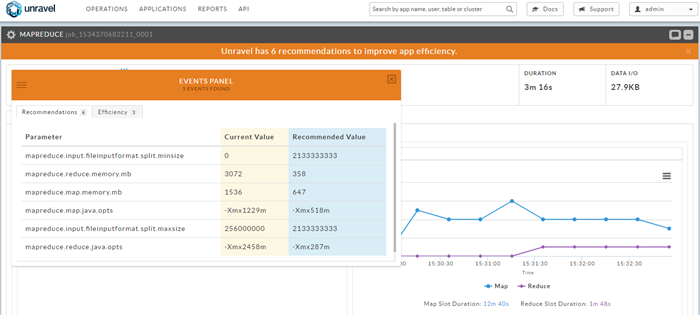 unravel OPERATIONS APPLICATIONS REPORTS API Search by app name, user, table or cluster Docs Support admin
MAPREDUCE job_1534370682211_0001
Unravel has 6 recommendations to improve app efficiency.
EVENTS PANEL
3 EVENTS FOUND
DURATION DATA I/O
3m 16s 27.9KB
Recommendations 6 Efficiency 3
Parameter Current Value Recommended Value
mapreduce.input.fileinputformat.split.minsize 0 2133333333
mapreduce.reduce.memory.mb 3072 358
mapreduce.map.memory.mb 1536 647
mapreduce.map.java.opts -Xmx1229m -Xmx518m
mapreduce.input.fileinputformat.split.maxsize 256000000 2133333333
mapreduce.reduce.java.opts -Xmx2458m -Xmx287m
15:30:30 15:31:00 15:31:30 15:32:00 15:32:30
Time
Map Reduce
Map Slot Duration: 12m 40s Reduce Slot Duration: 1m 48s